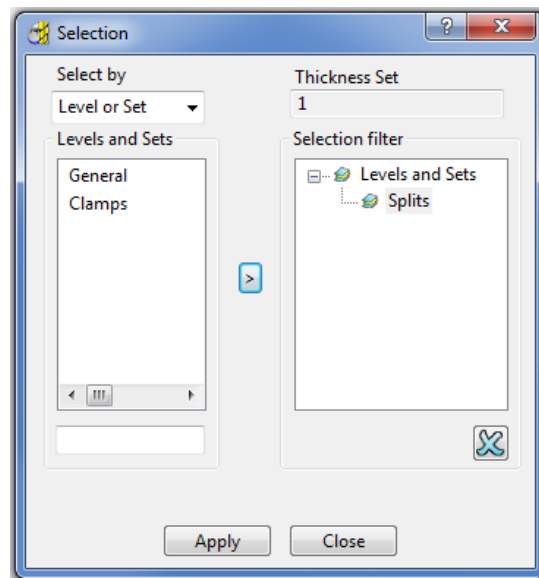 Selection
?
Select by
Level or Set
Thickness Set
1
Levels and Sets
General
Clamps
>
Selection filter
Levels and Sets
Splits
Apply
Close